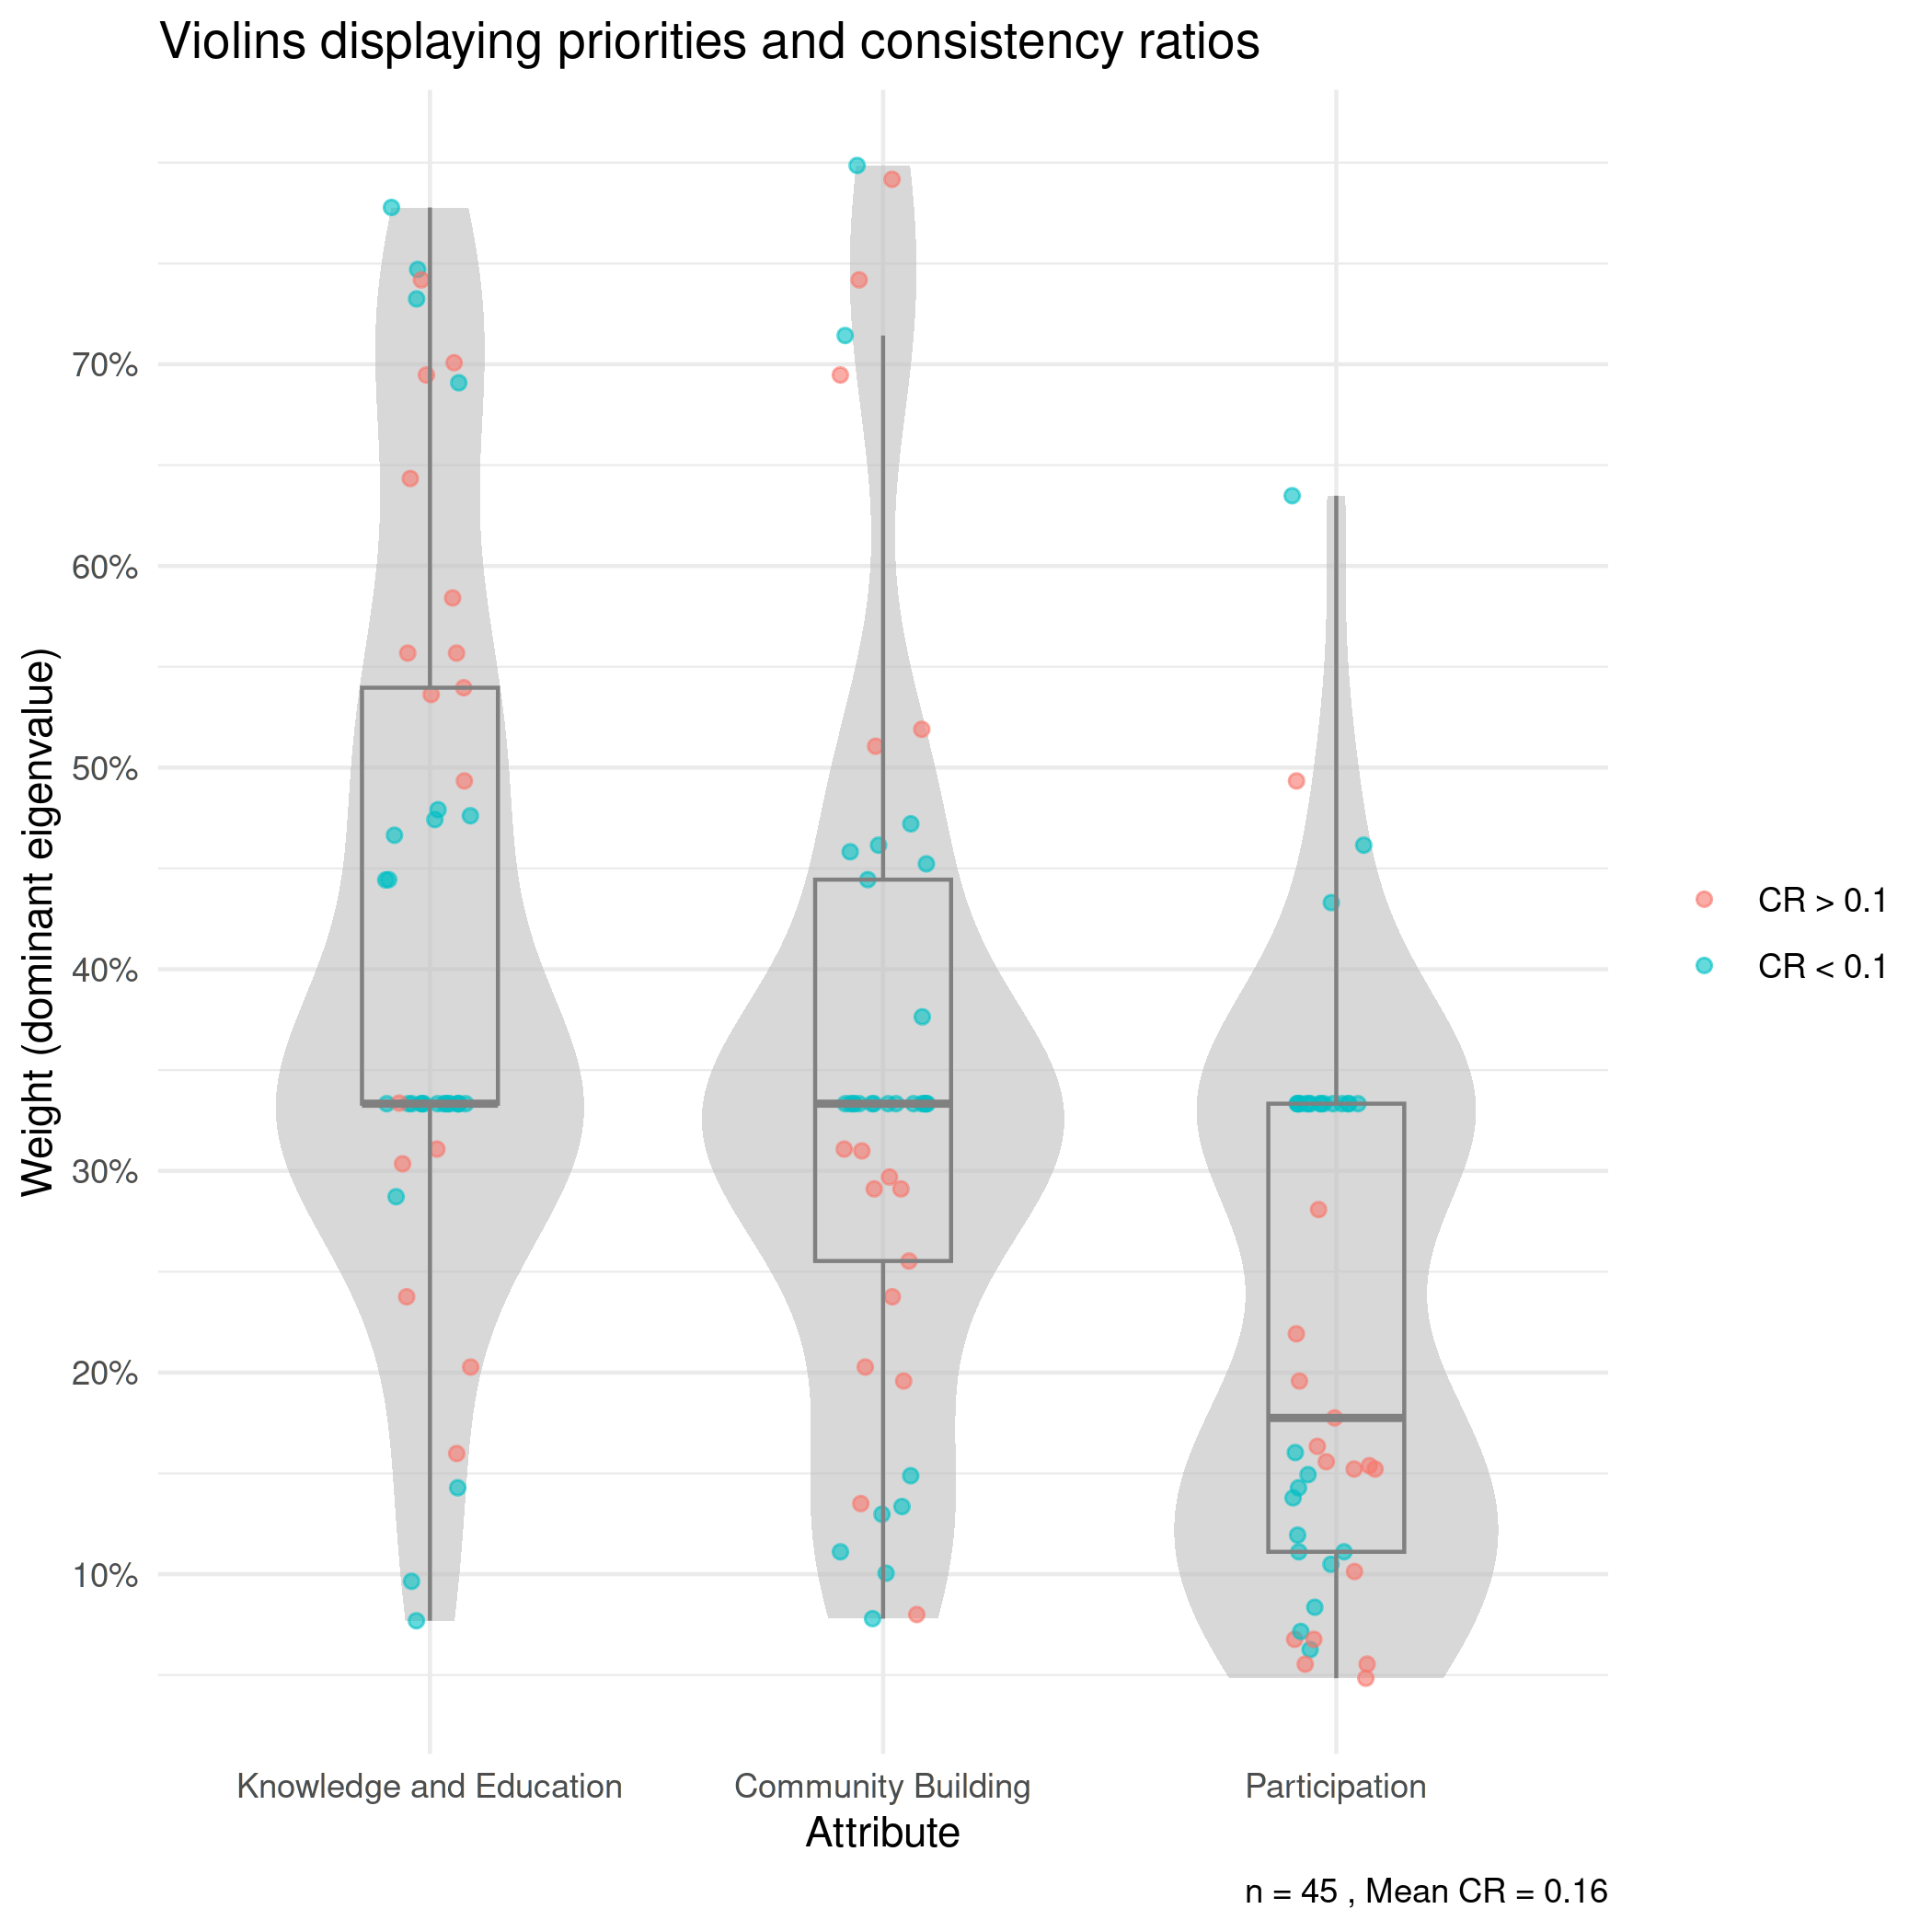 Violins displaying priorities and consistency ratios
Weight (dominant eigenvalue)
70%
60%
50%
40%
30%
20%
10%
CR > 0.1
CR < 0.1
Knowledge and Education
Community Building
Participation
Attribute
n = 45 , Mean CR = 0.16